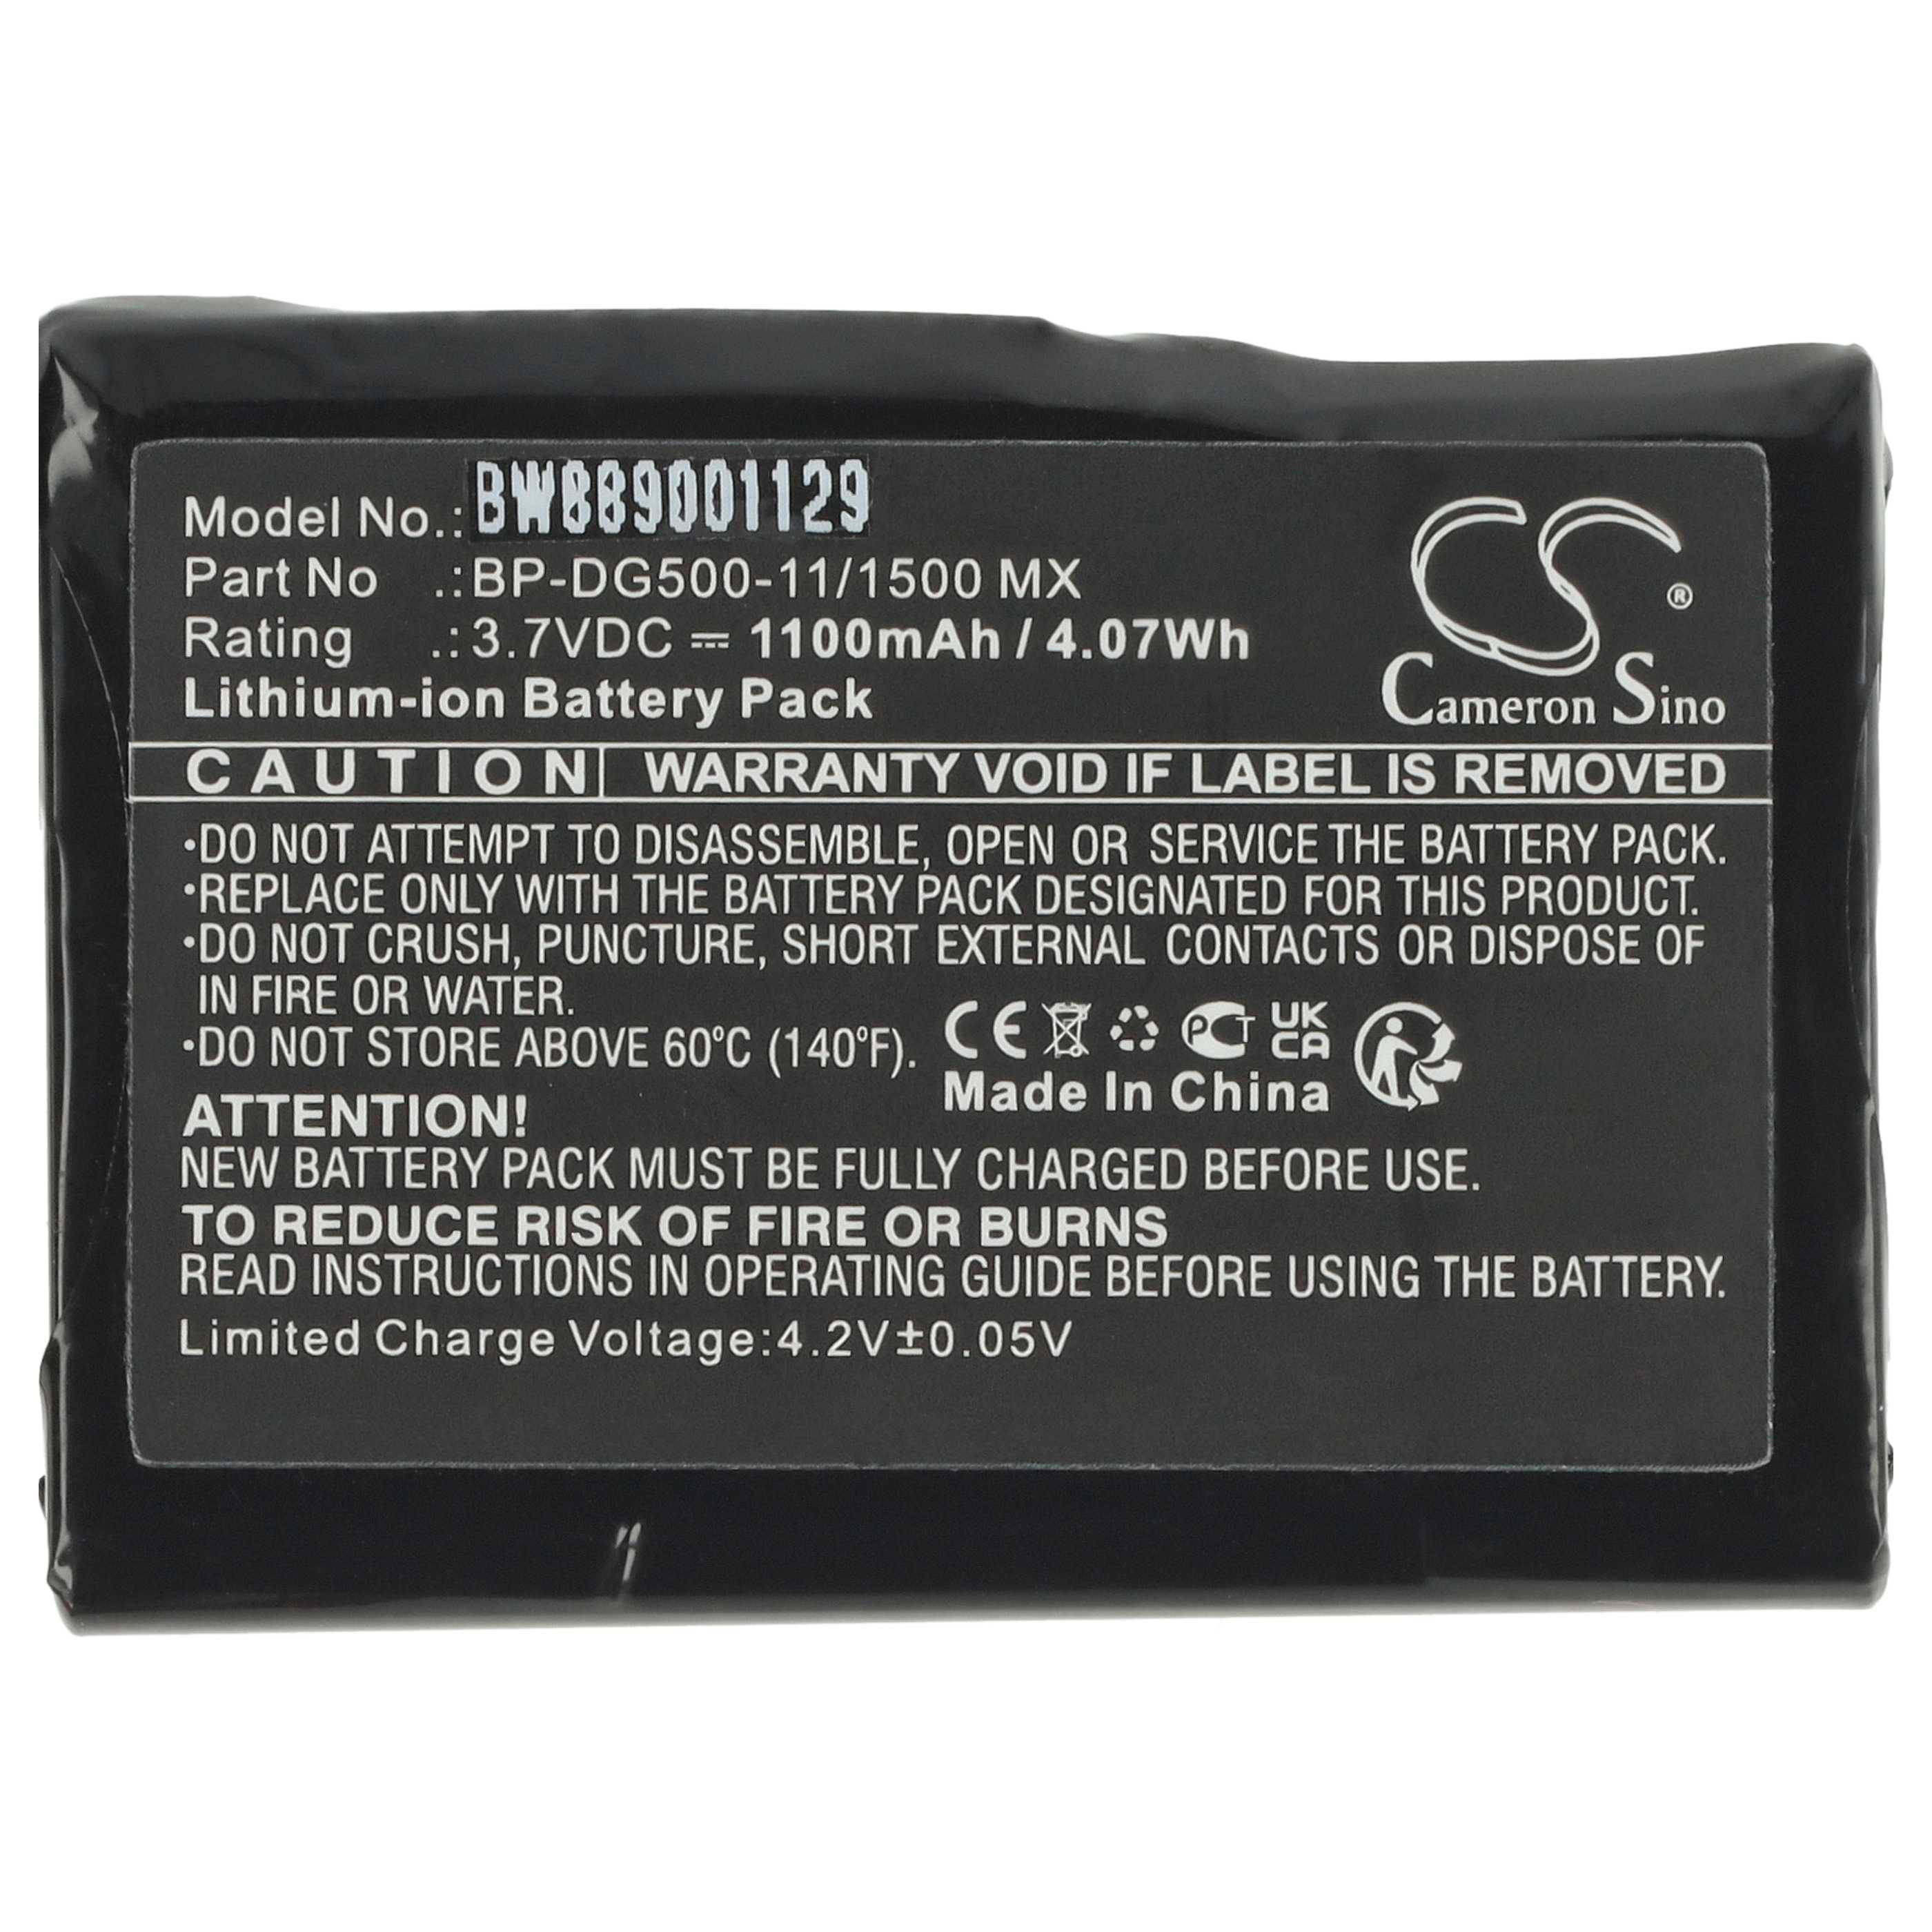 Model No.: BW889001129
Part No .: BP-DG500-11/1500 MX
Rating .: 3.7VDC ⎓ 1100mAh / 4.07Wh
Lithium-ion Battery Pack
CS ®
Cameron Sino
CAUTION WARRANTY VOID IF LABEL IS REMOVED
•DO NOT ATTEMPT TO DISASSEMBLE, OPEN OR SERVICE THE BATTERY PACK.
•REPLACE ONLY WITH THE BATTERY PACK DESIGNATED FOR THIS PRODUCT.
•DO NOT CRUSH, PUNCTURE, SHORT EXTERNAL CONTACTS OR DISPOSE OF
IN FIRE OR WATER.
•DO NOT STORE ABOVE 60°C (140°F).
CE PCT UK
CA
Made In China
ATTENTION!
NEW BATTERY PACK MUST BE FULLY CHARGED BEFORE USE.
TO REDUCE RISK OF FIRE OR BURNS
READ INSTRUCTIONS IN OPERATING GUIDE BEFORE USING THE BATTERY.
Limited Charge Voltage:4.2V±0.05V